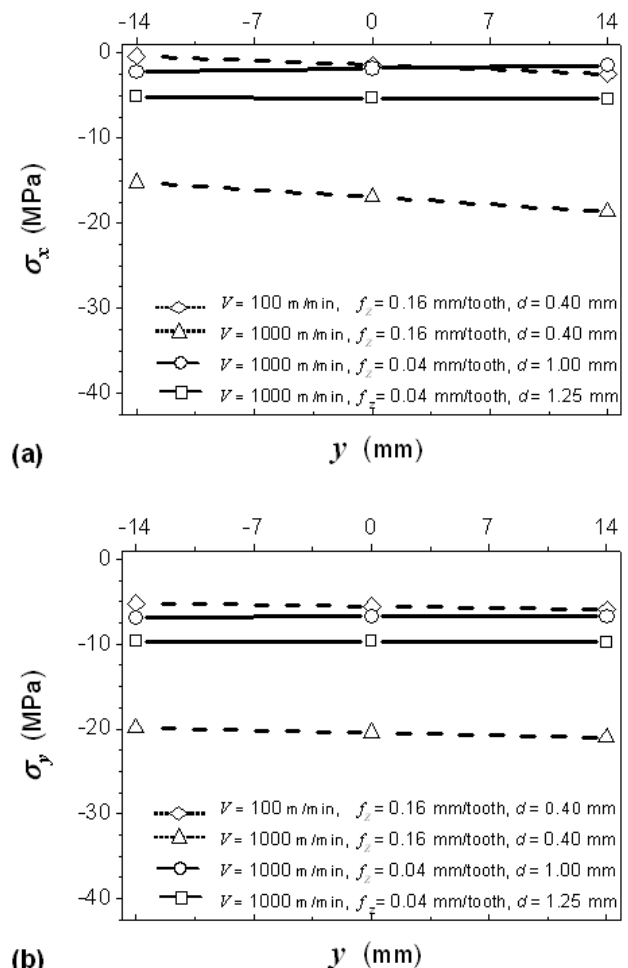 -14 -7 0 7 14
0
-5
-10
-15
-20
-30
-40
σx (MPa)
V = 100 m/min, fz = 0.16 mm/tooth, d = 0.40 mm
V = 1000 m/min, fz = 0.16 mm/tooth, d = 0.40 mm
V = 1000 m/min, fz = 0.04 mm/tooth, d = 1.00 mm
V = 1000 m/min, fz = 0.04 mm/tooth, d = 1.25 mm
(a) y (mm)
-14 -7 0 7 14
0
-10
-20
-30
-40
σy (MPa)
V = 100 m/min, fz = 0.16 mm/tooth, d = 0.40 mm
V = 1000 m/min, fz = 0.16 mm/tooth, d = 0.40 mm
V = 1000 m/min, fz = 0.04 mm/tooth, d = 1.00 mm
V = 1000 m/min, fz = 0.04 mm/tooth, d = 1.25 mm
(b) y (mm)